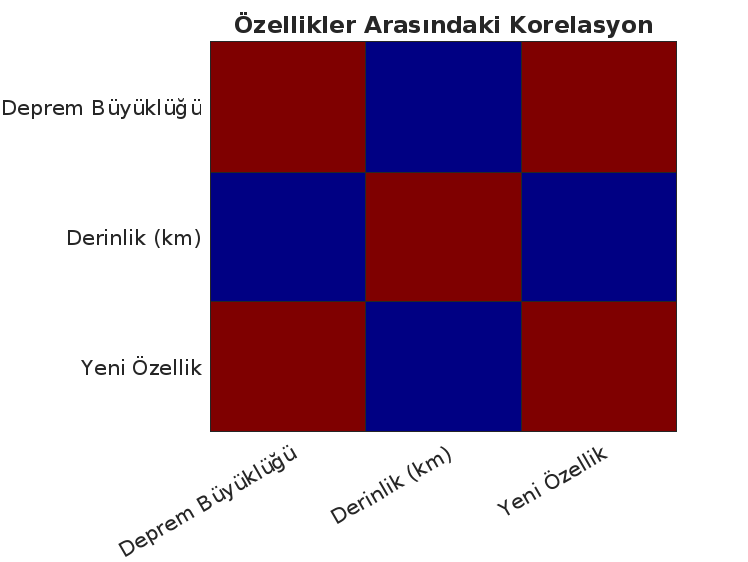 Özellikler Arasındaki Korelasyon
Deprem Büyüklüğü
Derinlik (km)
Yeni Özellik
Deprem Büyüklüğü
Derinlik (km)
Yeni Özellik